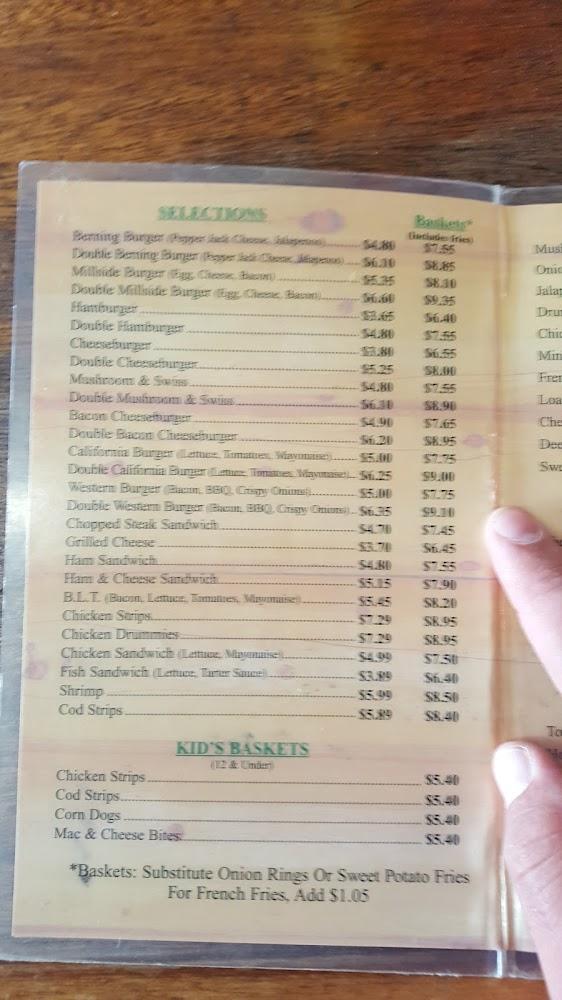 SELECTIONS
Baskets*
(includes fries)
Burger (Pepper Jack Cheese, Jalapenos) $4.80 $7.55
Double Burger (Pepper Jack Cheese, Jalapenos) $6.10 $8.85
Millside Burger (Egg, Cheese, Bacon) $5.35 $8.10
Double Millside Burger (Egg, Cheese, Bacon) $6.60 $9.35
Hamburger $3.65 $6.40
Double Hamburger $4.80 $7.55
Cheeseburger $3.80 $6.55
Double Cheeseburger $5.25 $8.00
Mushroom & Swiss $4.80 $7.55
Double Mushroom & Swiss $8.90
Bacon Cheeseburger $4.90 $7.65
Double Bacon Cheeseburger $6.20 $8.95
California Burger (Lettuce, Tomatoes, Mayonaise) $5.00 $7.75
Double California Burger (Lettuce, Tomatoes, Mayonaise) $6.25 $9.00
Western Burger (Bacon, BBQ, Crispy Onions) $5.00 $7.75
Double Western Burger (Bacon, BBQ, Crispy Onions) $6.35 $9.10
Chopped Steak Sandwich $4.70 $7.45
Grilled Cheese $3.70 $6.45
Ham Sandwich $4.80 $7.55
Ham & Cheese Sandwich $5.15 $7.90
B.L.T. (Bacon, Lettuce, Tomatoes, Mayonaise) $5.45 $8.20
Chicken Strips $7.29 $8.95
Chicken Drummies $7.29 $8.95
Chicken Sandwich (Lettuce, Mayonaise) $4.99 $7.50
Fish Sandwich (Lettuce, Tarter Sauce) $3.89 $6.40
Shrimp $5.99 $8.50
Cod Strips $5.89 $8.40
KID'S BASKETS
(12 & Under)
Chicken Strips $5.40
Cod Strips $5.40
Corn Dogs $5.40
Mac & Cheese Bites $5.40
*Baskets: Substitute Onion Rings Or Sweet Potato Fries
For French Fries, Add $1.05